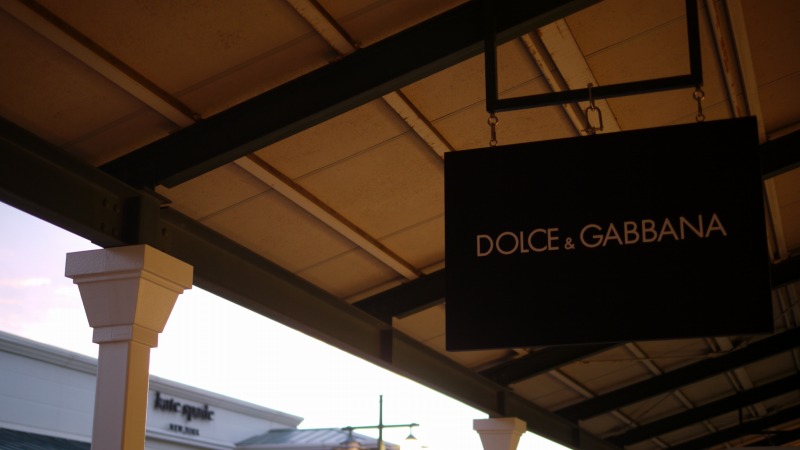 DOLCE & GABBANA
kate spade
NEW YORK